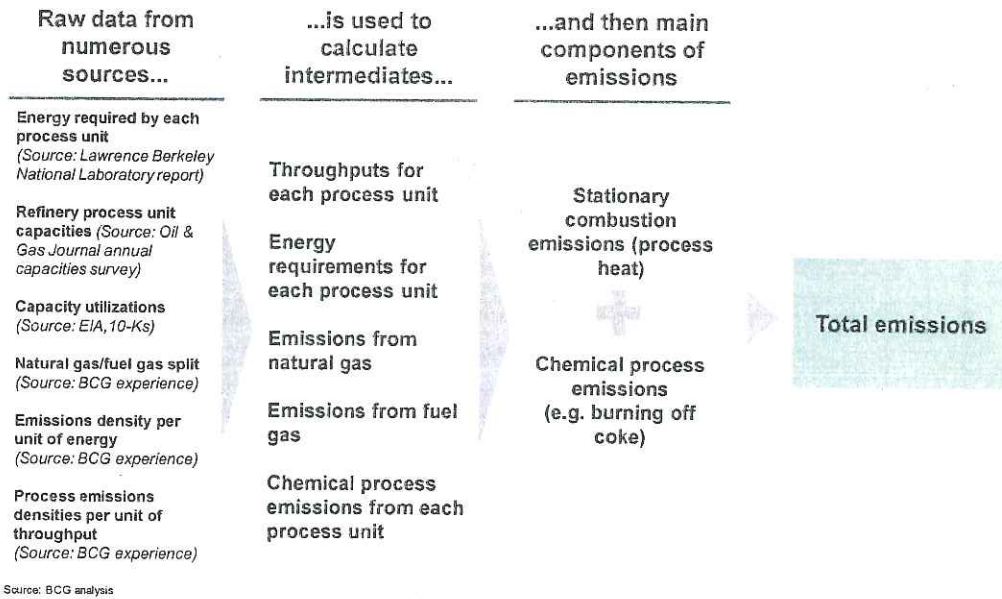 Raw data from
numerous
sources...
Energy required by each
process unit
(Source: Lawrence Berkeley
National Laboratory report)
Refinery process unit
capacities (Source: Oil &
Gas Journal annual
capacities survey)
Capacity utilizations
(Source: EIA, 10-Ks)
Natural gas/fuel gas split
(Source: BCG experience)
Emissions density per
unit of energy
(Source: BCG experience)
Process emissions
densities per unit of
throughput
(Source: BCG experience)
...is used to
calculate
intermediates...
Throughputs for
each process unit
Energy
requirements for
each process unit
Emissions from
natural gas
Emissions from fuel
gas
Chemical process
emissions from each
process unit
...and then main
components of
emissions
Stationary
combustion
emissions (process
heat)
+
Chemical process
emissions
(e.g. burning off
coke)
Total emissions
Source: BCG analysis